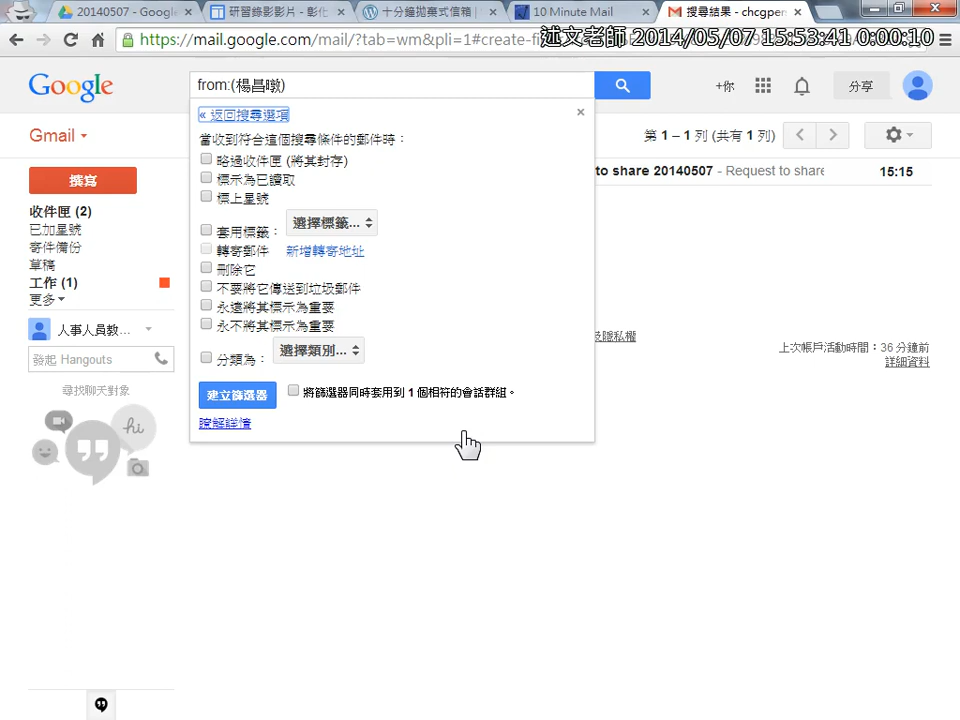 20140507 - Google
研習錄影影片 - 彰化
十分鐘拋棄式信箱
10 Minute Mail
搜尋結果 - chcgpen
https://mail.google.com/mail/?tab=wm&pli=1#create-f
述文老師 2014/05/07 15:53:41 0:00:10
Google
from:(楊昌暾)
+你
分享
« 返回搜尋選項
Gmail
當收到符合這個搜尋條件的郵件時：
第 1 – 1 列 (共有 1 列)
略過收件匣 (將其封存)
to share 20140507 - Request to share
15:15
撰寫
標示為已讀取
標上星號
收件匣 (2)
已加星號
套用標籤：
選擇標籤...
寄件備份
轉寄郵件
新增轉寄地址
草稿
刪除它
工作 (1)
不要將它傳送到垃圾郵件
更多
永遠將其標示為重要
人事人員教...
永不將其標示為重要
及隱私權
分類為：
選擇類別...
上次帳戶活動時間：36 分鐘前
發起 Hangouts
詳細資料
尋找聊天對象
建立篩選器
將篩選器同時套用到 1 個相符的會話群組。
瞭解詳情
hi